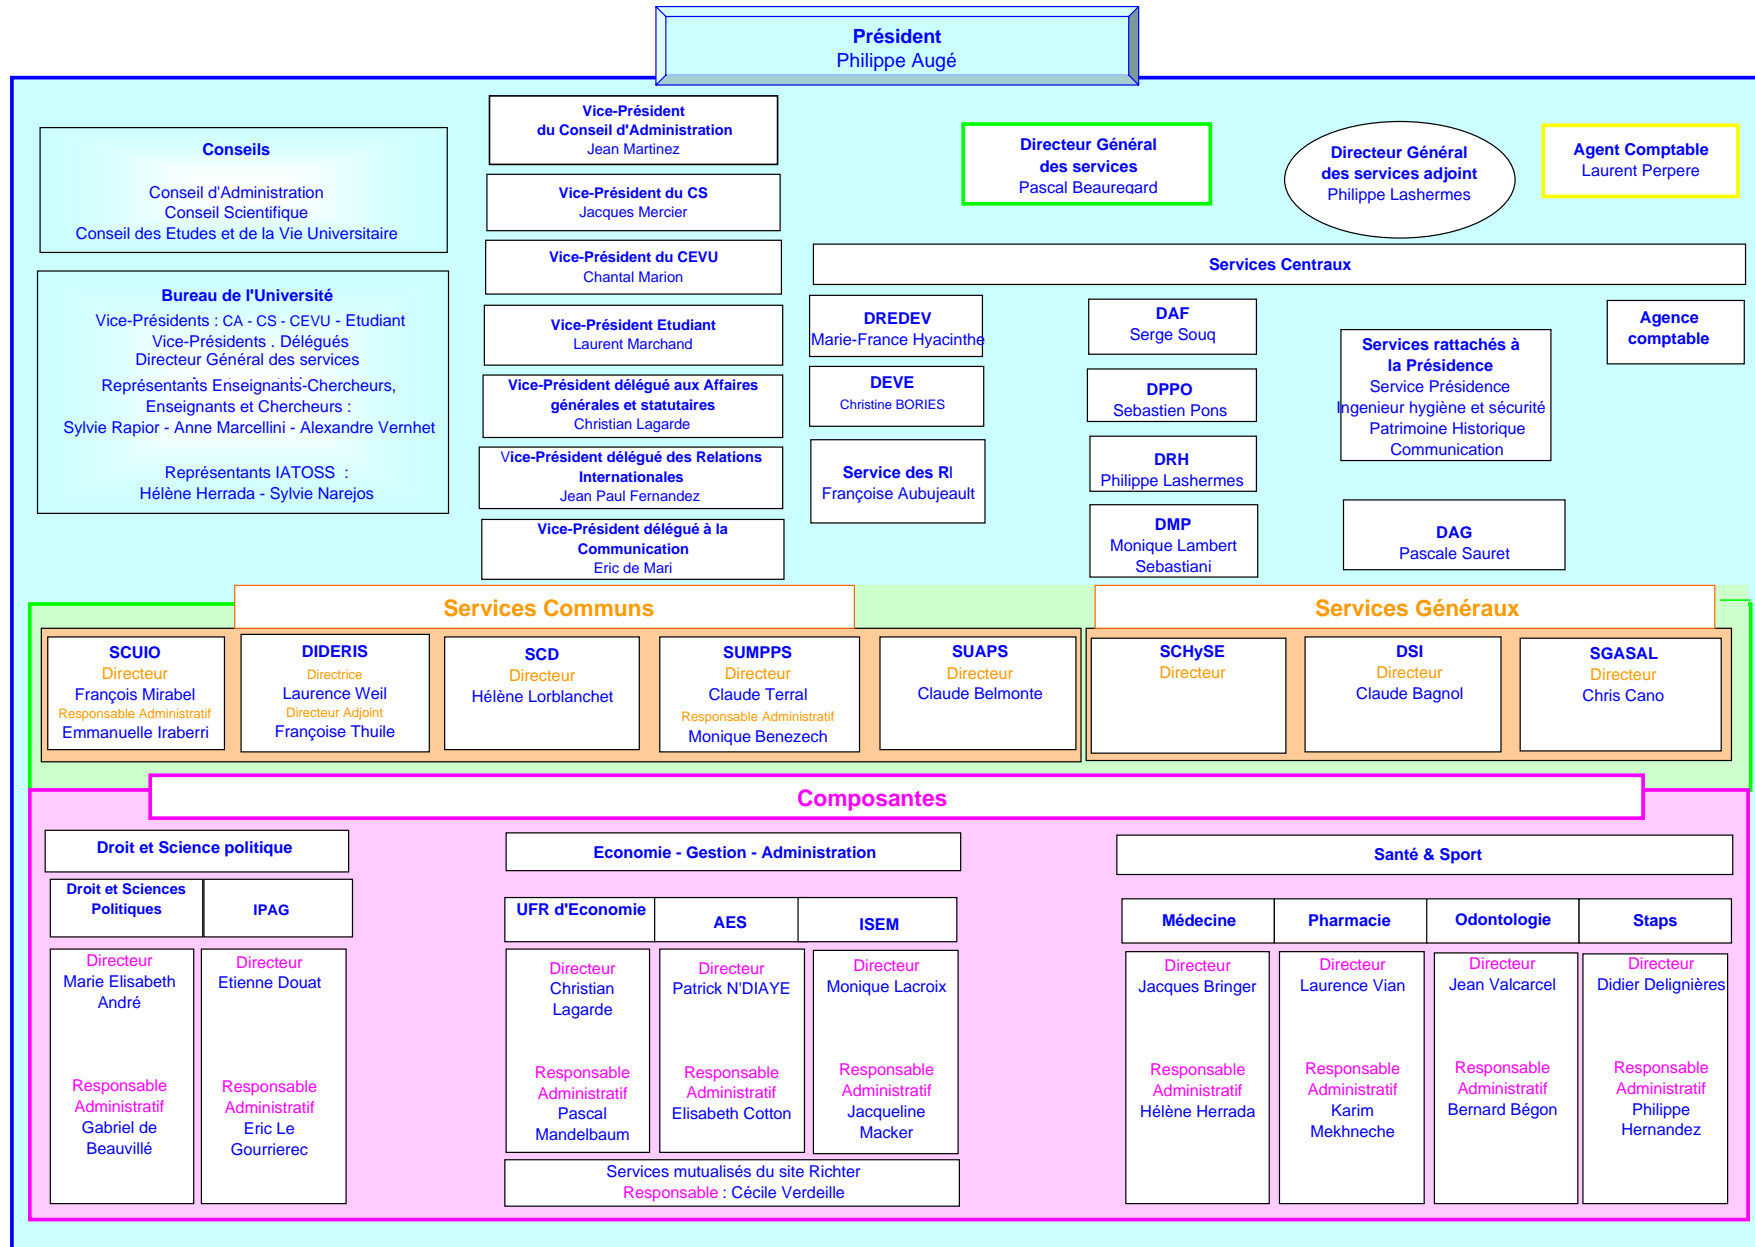 Président
Philippe Augé
Conseils
Conseil d'Administration
Conseil Scientifique
Conseil des Etudes et de la Vie Universitaire
Bureau de l'Université
Vice-Présidents : CA - CS - CEVU - Etudiant
Vice-Présidents . Délégués
Directeur Général des services
Représentants Enseignants-Chercheurs,
Enseignants et Chercheurs :
Sylvie Rapior - Anne Marcellini - Alexandre Vernhet
Représentants IATOSS :
Hélène Herrada - Sylvie Narejos
Vice-Président
du Conseil d'Administration
Jean Martinez
Vice-Président du CS
Jacques Mercier
Vice-Président du CEVU
Chantal Marion
Vice-Président Etudiant
Laurent Marchand
Vice-Président délégué aux Affaires
générales et statutaires
Christian Lagarde
Vice-Président délégué des Relations
Internationales
Jean Paul Fernandez
Vice-Président délégué à la
Communication
Eric de Mari
Directeur Général
des services
Pascal Beauregard
Directeur Général
des services adjoint
Philippe Lashermes
Agent Comptable
Laurent Perpere
Services Centraux
DREDEV
Marie-France Hyacinthe
DEVE
Christine BORIES
Service des RI
Françoise Aubujeault
DAF
Serge Souq
DPPO
Sebastien Pons
DRH
Philippe Lashermes
DMP
Monique Lambert
Sebastiani
Services rattachés à
la Présidence
Service Présidence
Ingenieur hygiène et sécurité
Patrimoine Historique
Communication
DAG
Pascale Sauret
Agence
comptable
Services Communs
SCUIO
Directeur
François Mirabel
Responsable Administratif
Emmanuelle Iraberri
DIDERIS
Directrice
Laurence Weil
Directeur Adjoint
Françoise Thuile
SCD
Directeur
Hélène Lorblanchet
SUMPPS
Directeur
Claude Terral
Responsable Administratif
Monique Benezech
SUAPS
Directeur
Claude Belmonte
Services Généraux
SCHySE
Directeur
DSI
Directeur
Claude Bagnol
SGASAL
Directeur
Chris Cano
Composantes
Droit et Science politique
Droit et Sciences
Politiques
Directeur
Marie Elisabeth
André
Responsable
Administratif
Gabriel de
Beauvillé
IPAG
Directeur
Etienne Douat
Responsable
Administratif
Eric Le
Gourrierec
Economie - Gestion - Administration
UFR d'Economie
Directeur
Christian
Lagarde
Responsable
Administratif
Pascal
Mandelbaum
AES
Directeur
Patrick N'DIAYE
Responsable
Administratif
Elisabeth Cotton
ISEM
Directeur
Monique Lacroix
Responsable
Administratif
Jacqueline
Macker
Services mutualisés du site Richter
Responsable : Cécile Verdeille
Santé & Sport
Médecine
Directeur
Jacques Bringer
Responsable
Administratif
Hélène Herrada
Pharmacie
Directeur
Laurence Vian
Responsable
Administratif
Karim
Mekhneche
Odontologie
Directeur
Jean Valcarcel
Responsable
Administratif
Bernard Bégon
Staps
Directeur
Didier Delignières
Responsable
Administratif
Philippe
Hernandez